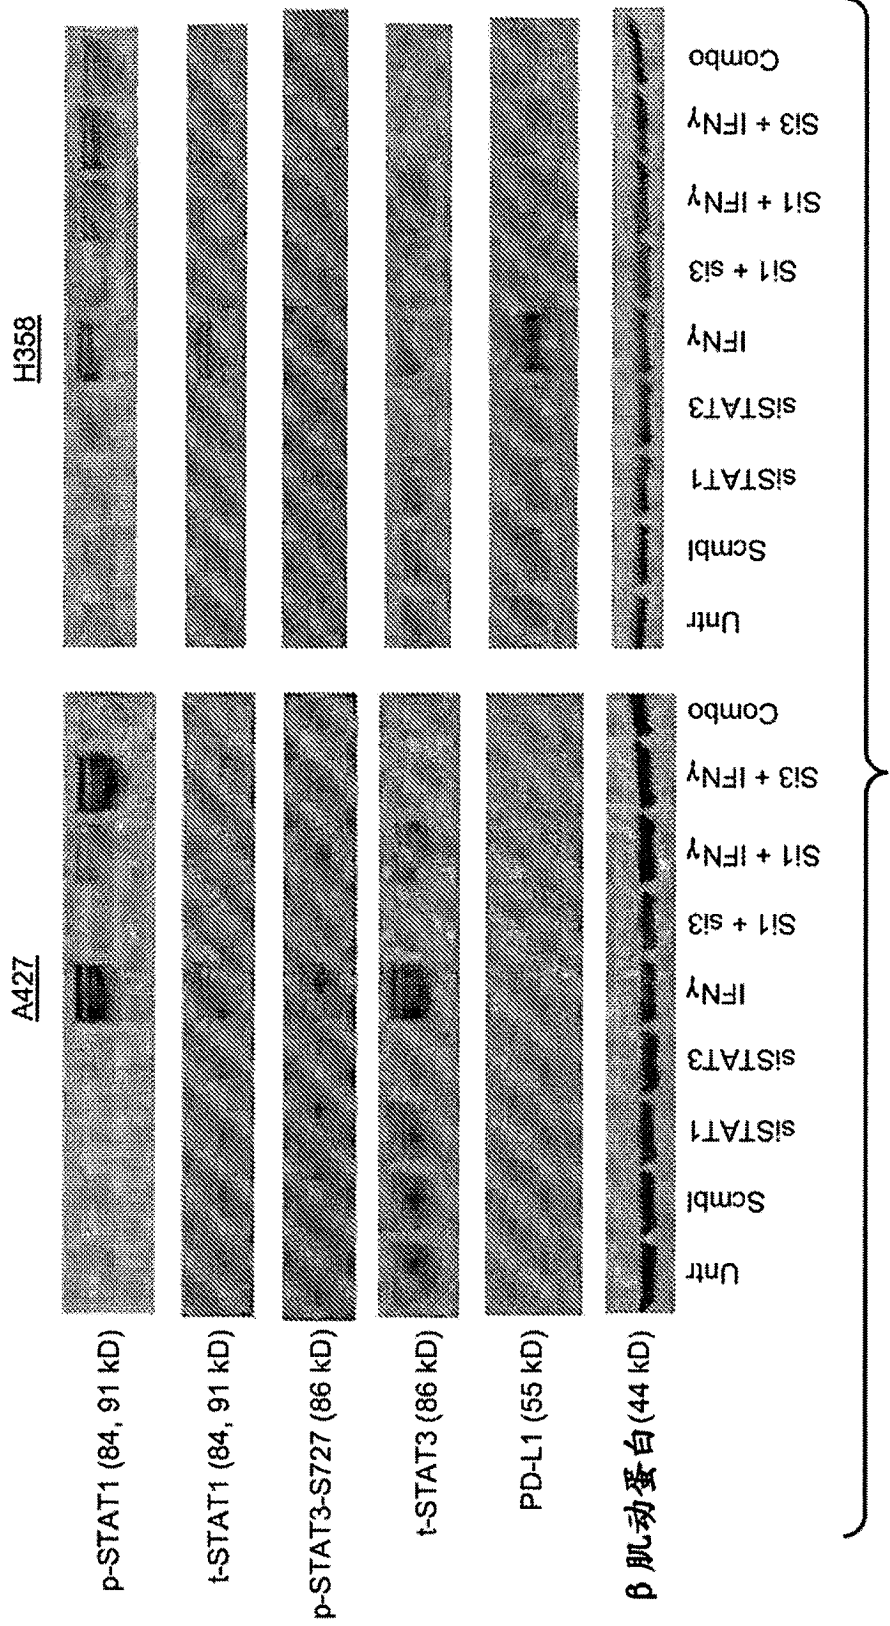 A427
H358
p-STAT1 (84, 91 kD)
t-STAT1 (84, 91 kD)
p-STAT3-S727 (86 kD)
t-STAT3 (86 kD)
PD-L1 (55 kD)
β 肌动蛋白(44 kD)
Untr
Scmbl
siSTAT1
siSTAT3
IFNγ
Si1 + si3
Si1 + IFNγ
Si3 + IFNγ
Combo
Untr
Scmbl
siSTAT1
siSTAT3
IFNγ
Si1 + si3
Si1 + IFNγ
Si3 + IFNγ
Combo